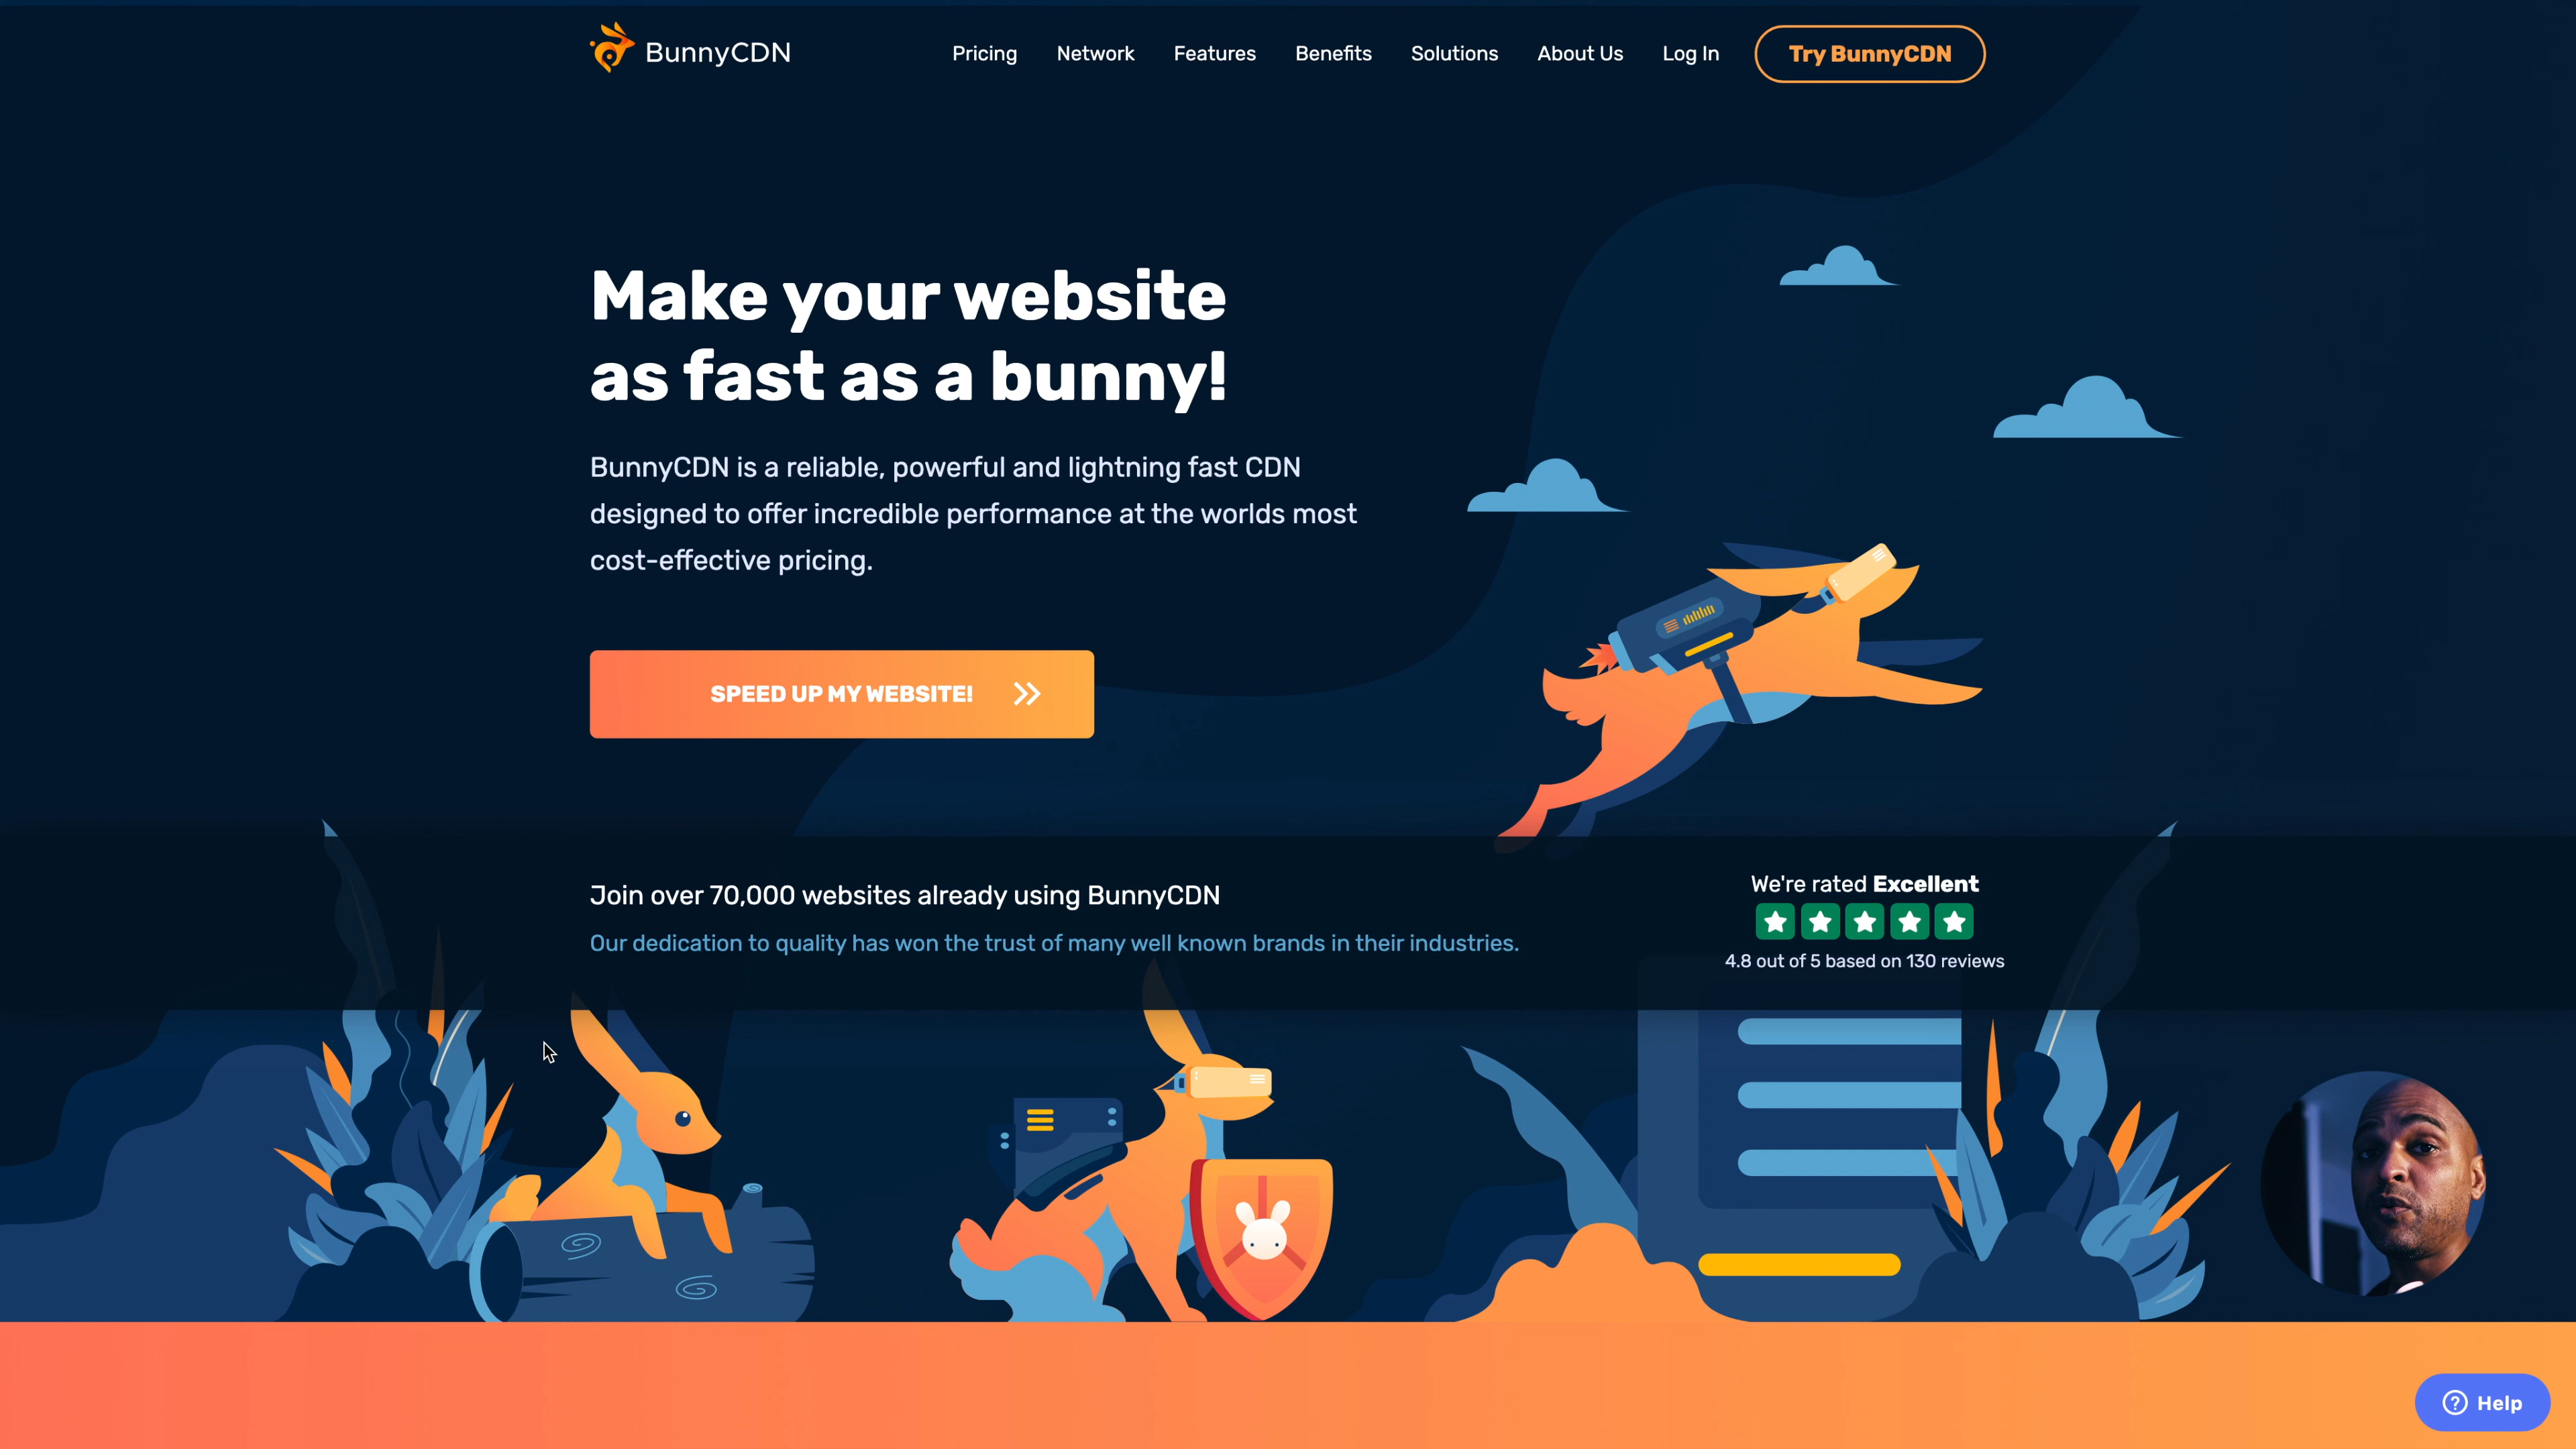 BunnyCDN
Pricing
Network
Features
Benefits
Solutions
About Us
Log In
Try BunnyCDN
Make your website
as fast as a bunny!
BunnyCDN is a reliable, powerful and lightning fast CDN
designed to offer incredible performance at the worlds most
cost-effective pricing.
SPEED UP MY WEBSITE!
Join over 70,000 websites already using BunnyCDN
Our dedication to quality has won the trust of many well known brands in their industries.
We're rated Excellent
4.8 out of 5 based on 130 reviews
Help